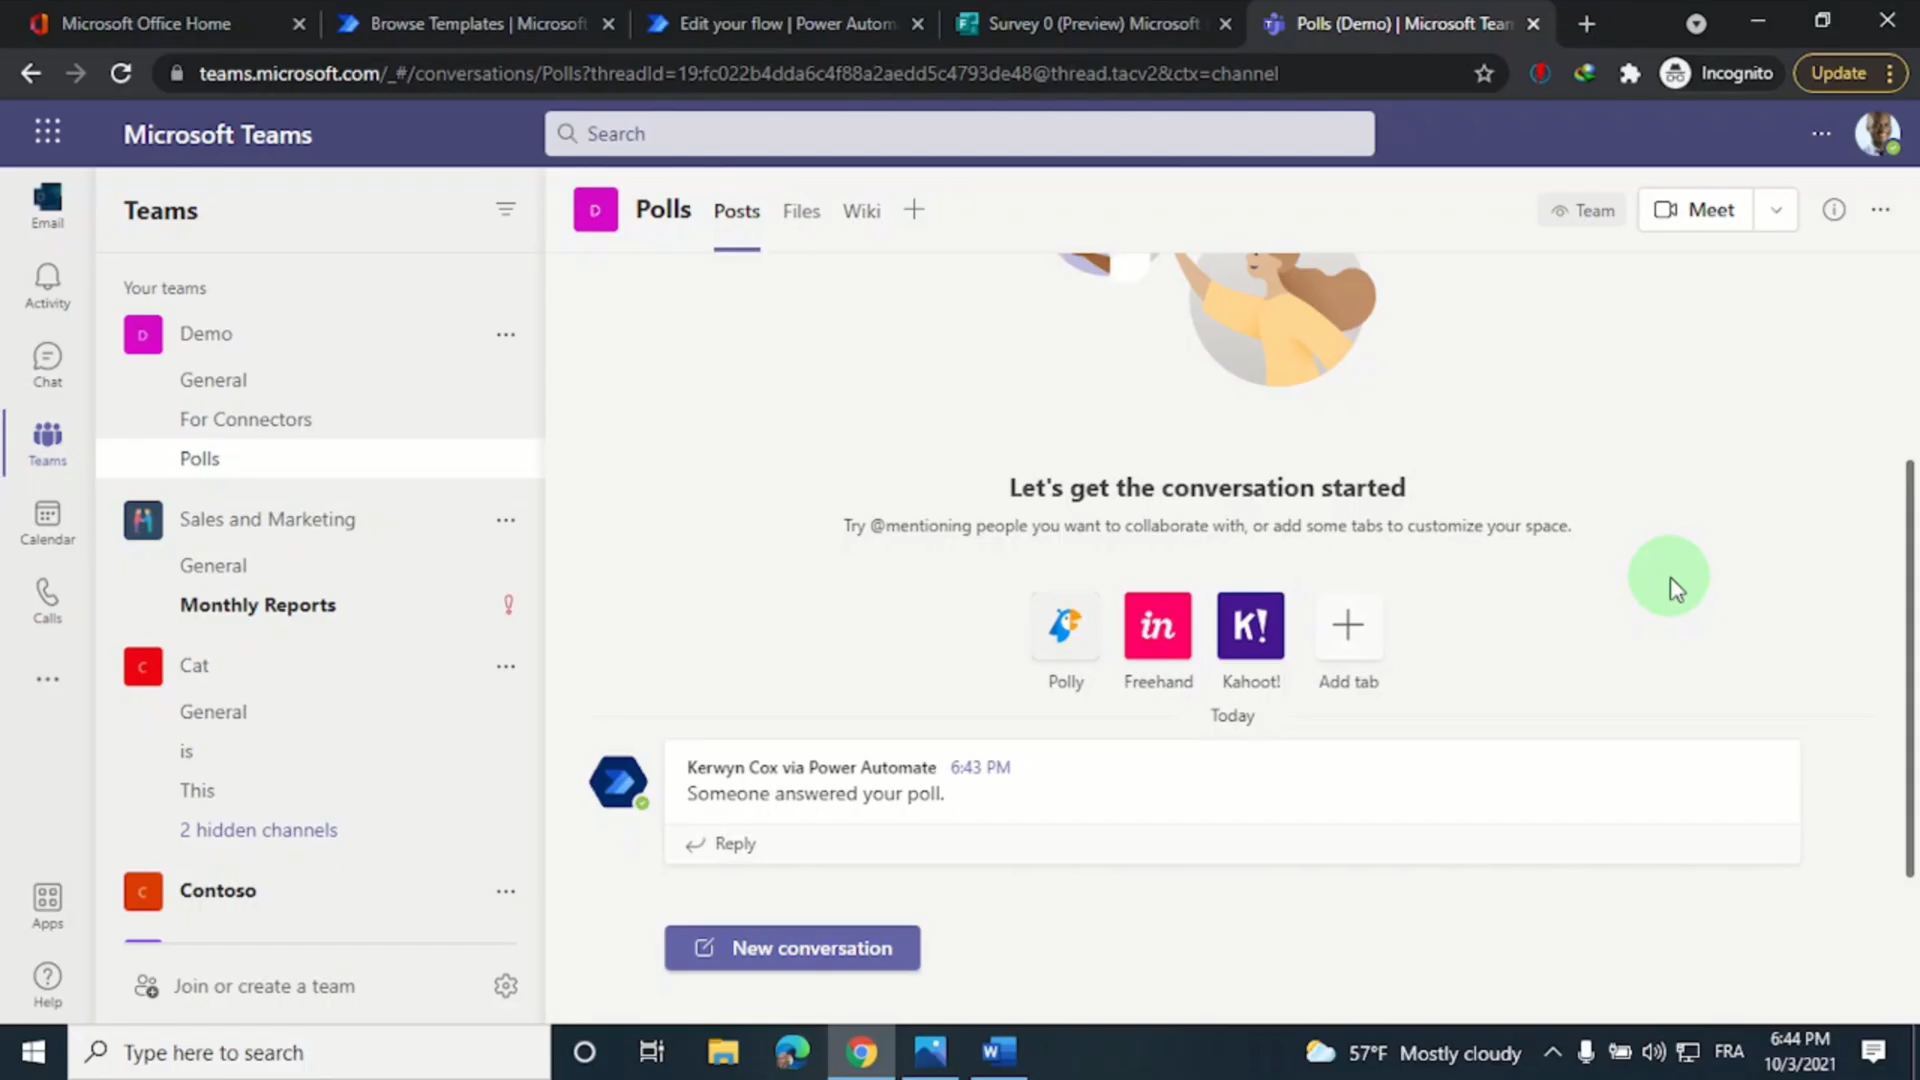 Microsoft Office Home
Browse Templates | Microsoft
Edit your flow | Power Autom
Survey 0 (Preview) Microsoft
Polls (Demo) | Microsoft Team
teams.microsoft.com/_#/conversations/Polls?threadId=19:fc022b4dda6c4f88a2aedd5c4793de48@thread.tacv2&ctx=channel
Incognito
Update
Microsoft Teams
Search
Email
Activity
Chat
Teams
Calendar
Calls
Apps
Help
Teams
Your teams
D
Demo
General
For Connectors
Polls
Sales and Marketing
General
Monthly Reports
C
Cat
General
is
This
2 hidden channels
C
Contoso
Join or create a team
D
Polls
Posts
Files
Wiki
Team
Meet
Let's get the conversation started
Try @mentioning people you want to collaborate with, or add some tabs to customize your space.
in
K!
Polly
Freehand
Kahoot!
Add tab
Today
Kerwyn Cox via Power Automate 6:43 PM
Someone answered your poll.
Reply
New conversation
Type here to search
57°F Mostly cloudy
FRA
6:44 PM
10/3/2021